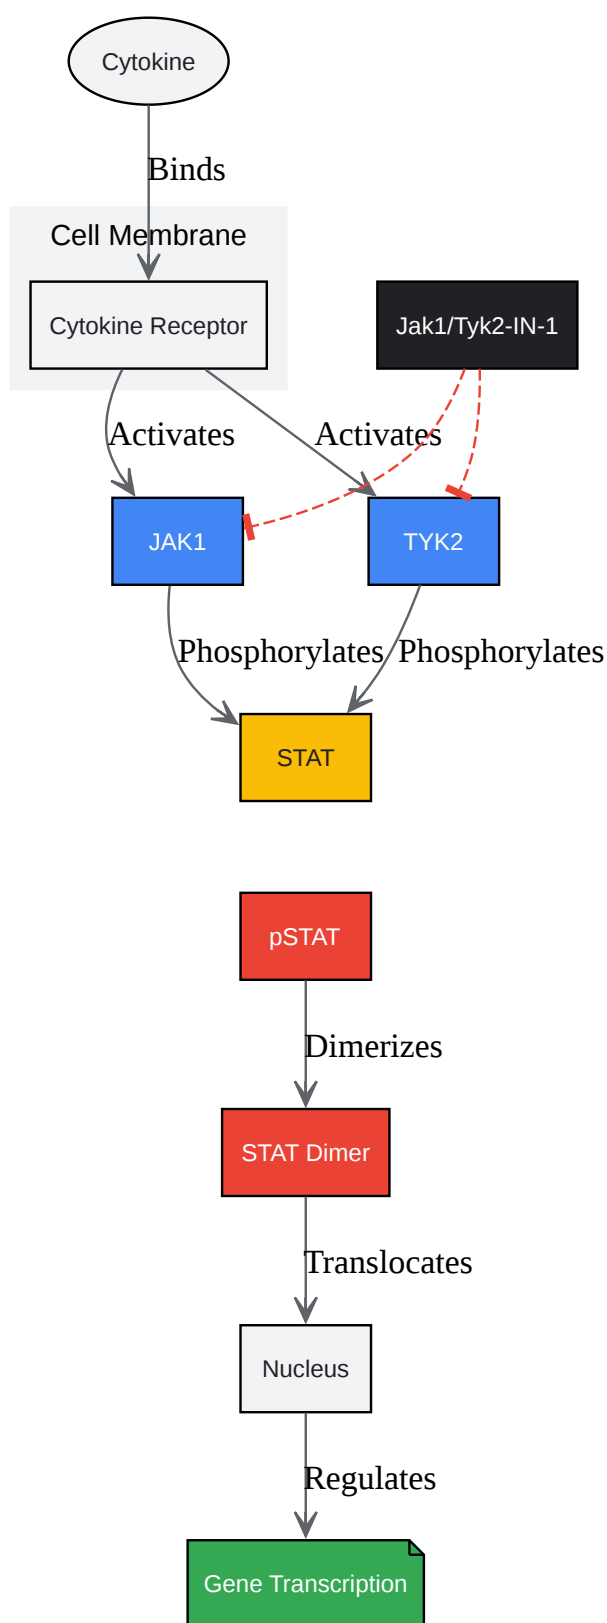 Cytokine
Binds
Cell Membrane
Cytokine Receptor
Jak1/Tyk2-IN-1
Activates
Activates
JAK1
TYK2
Phosphorylates
Phosphorylates
STAT
pSTAT
Dimerizes
STAT Dimer
Translocates
Nucleus
Regulates
Gene Transcription